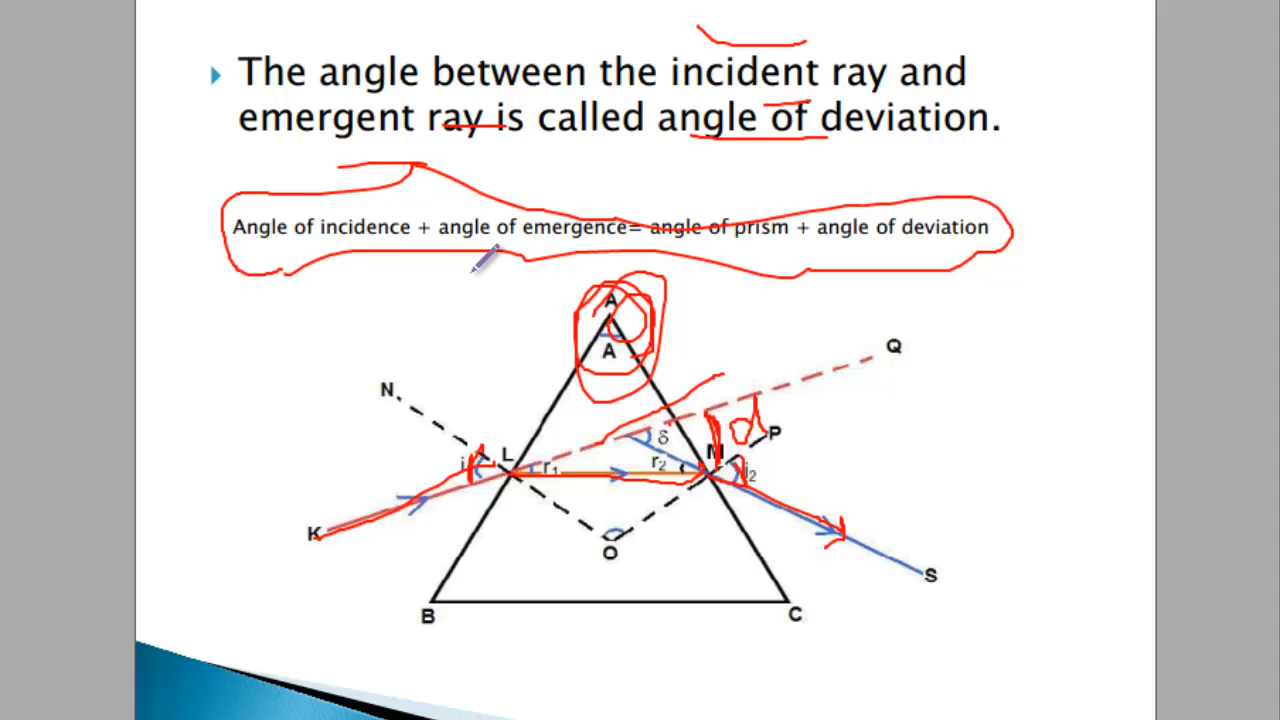 The angle between the incident ray and
emergent ray is called angle of deviation.
Angle of incidence + angle of emergence= angle of prism + angle of deviation
A
A
Q
N
P
δ
M
L
i
r₁
r₂
i₂
d
K
O
S
B
C